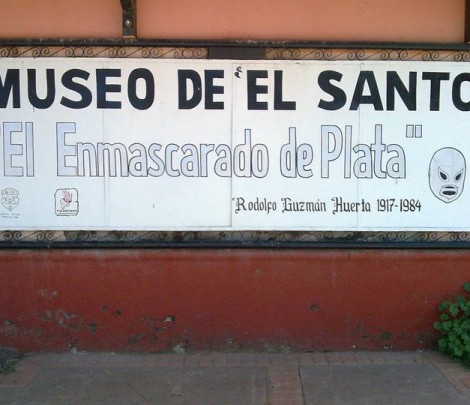 MUSEO DE EL SANTO
"El Enmascarado de Plata"
Rodolfo Guzmán Huerta 1917-1984